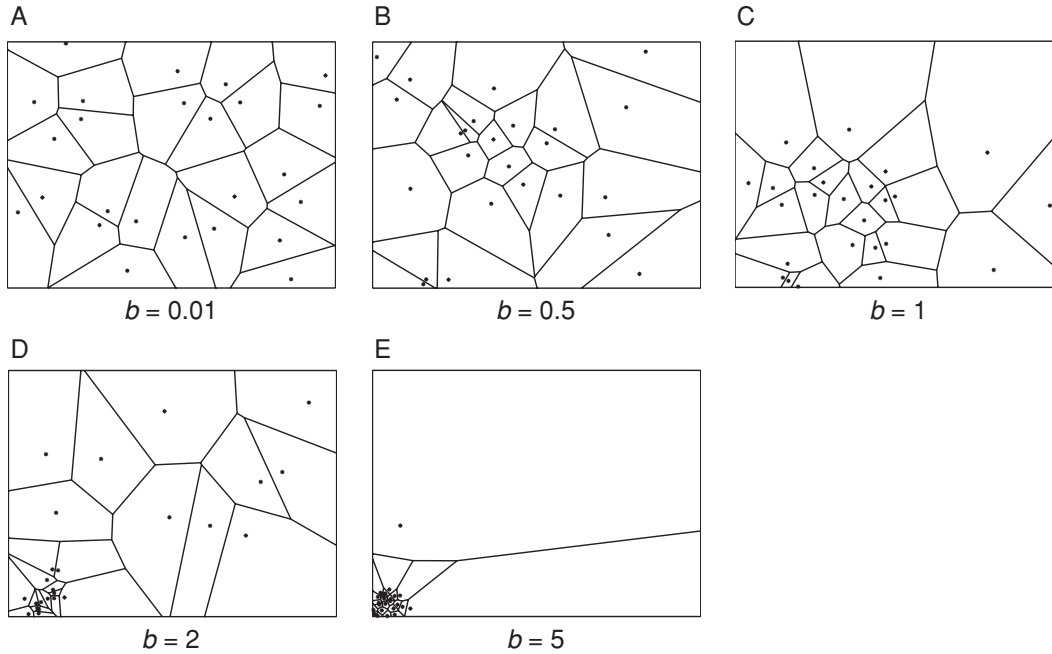 A
B
C
b = 0.01
b = 0.5
b = 1
D
E
b = 2
b = 5